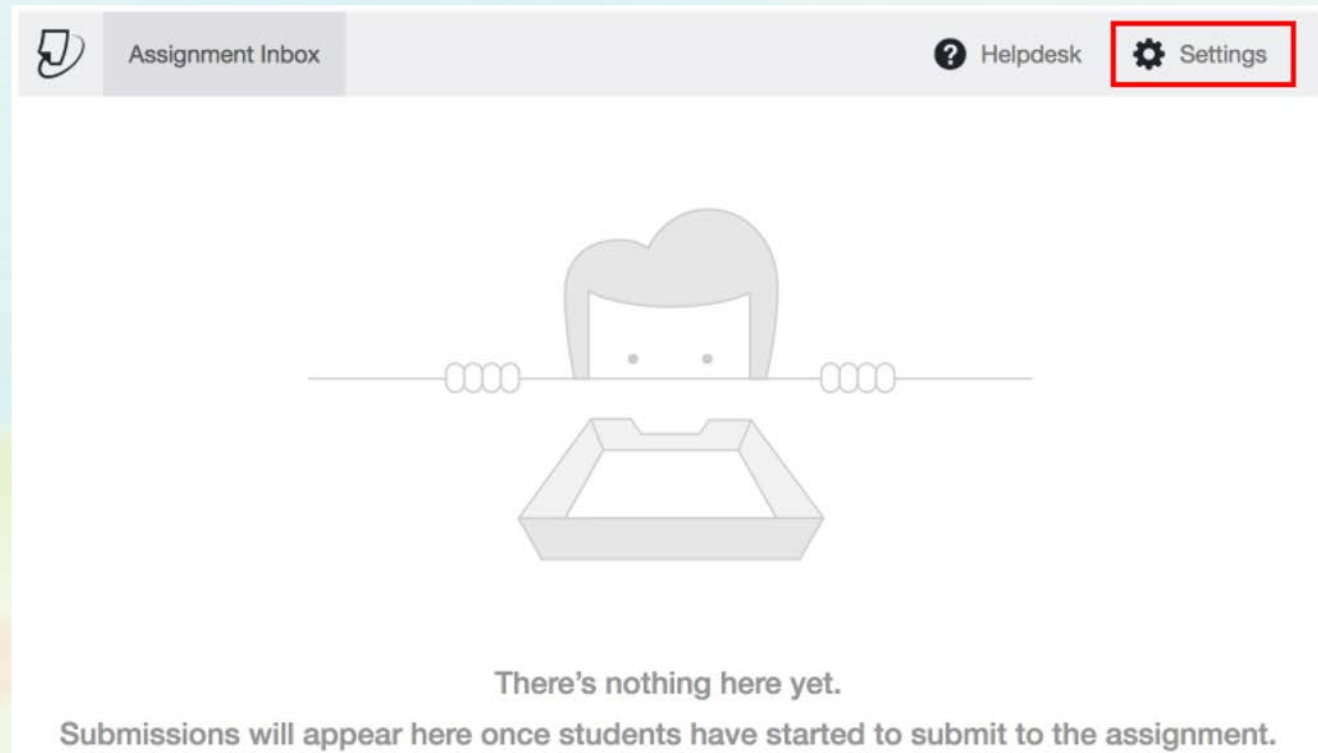 Assignment Inbox
Helpdesk
Settings
There's nothing here yet.
Submissions will appear here once students have started to submit to the assignment.